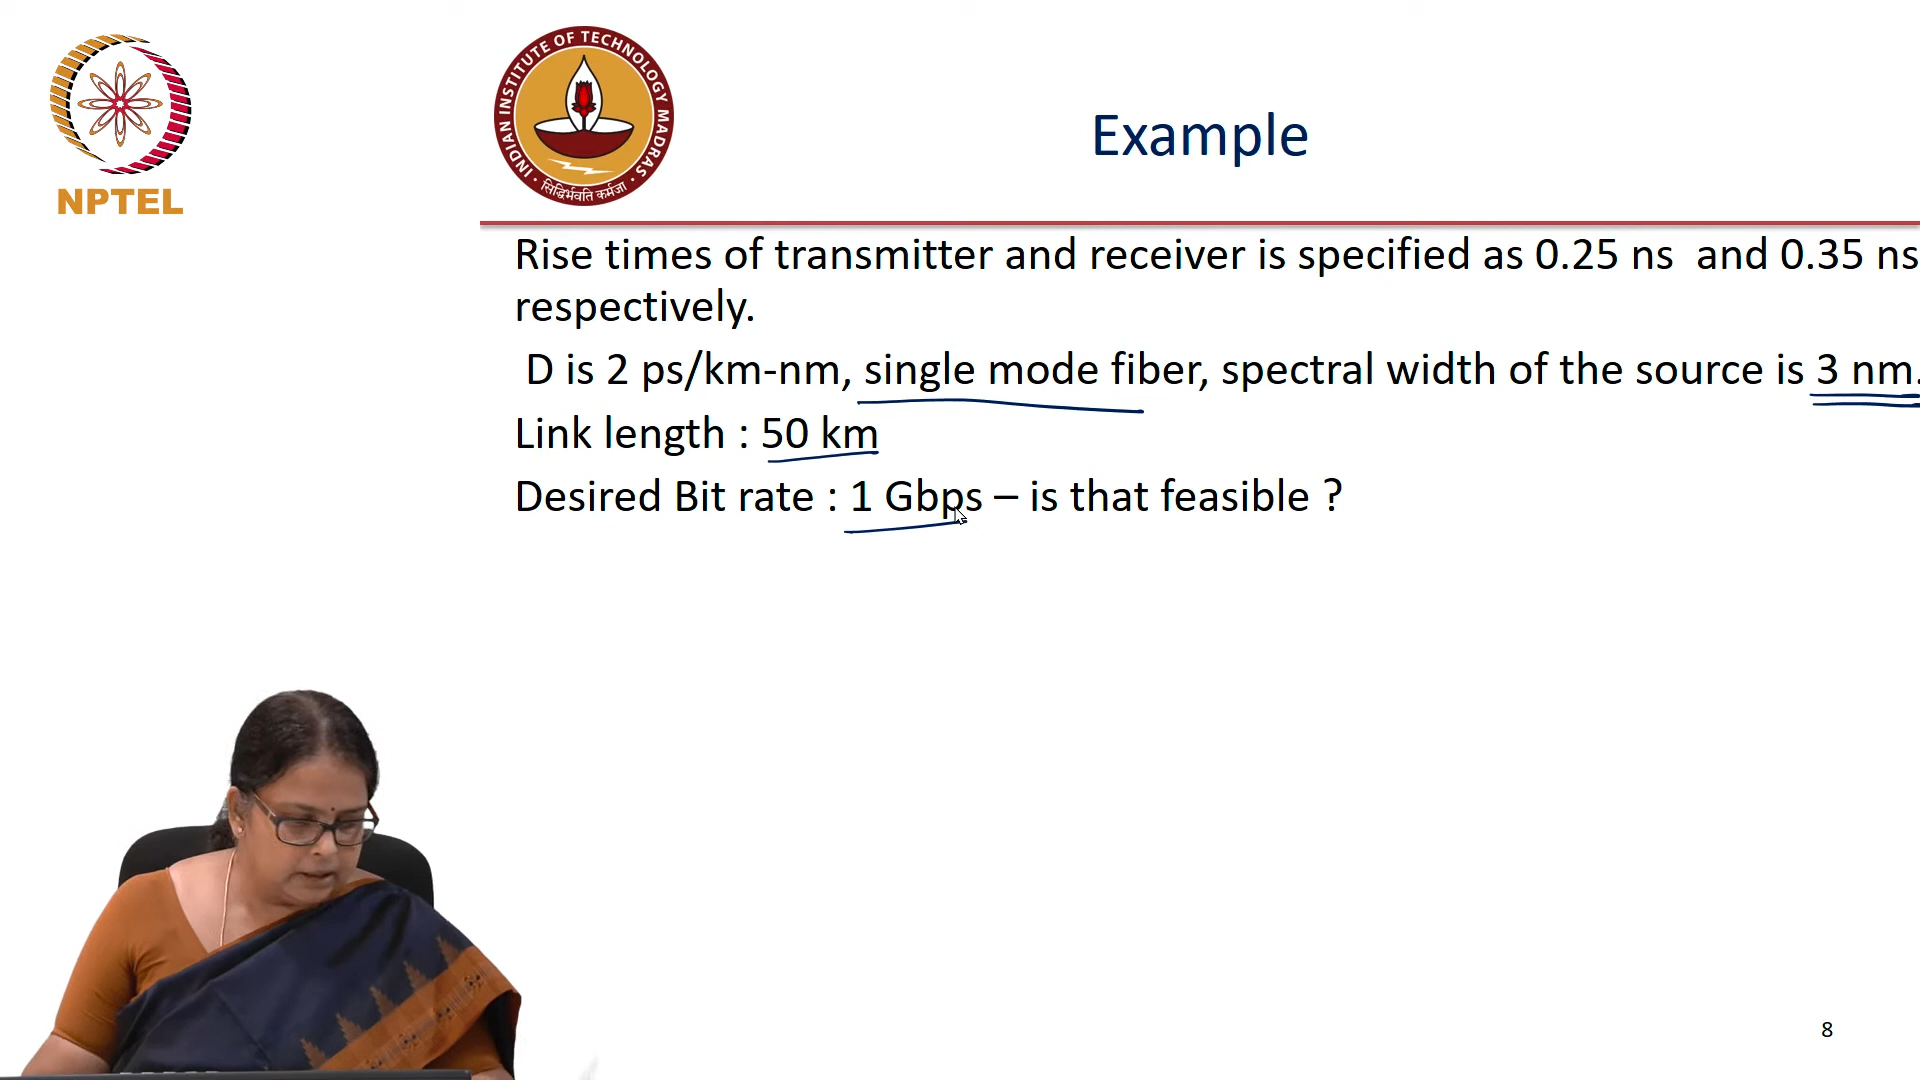 NPTEL
INDIAN INSTITUTE OF TECHNOLOGY MADRAS
सिद्धिर्भवति कर्मजा
Example
Rise times of transmitter and receiver is specified as 0.25 ns and 0.35 ns
respectively.
D is 2 ps/km-nm, single mode fiber, spectral width of the source is 3 nm.
Link length : 50 km
Desired Bit rate : 1 Gbps – is that feasible ?
8